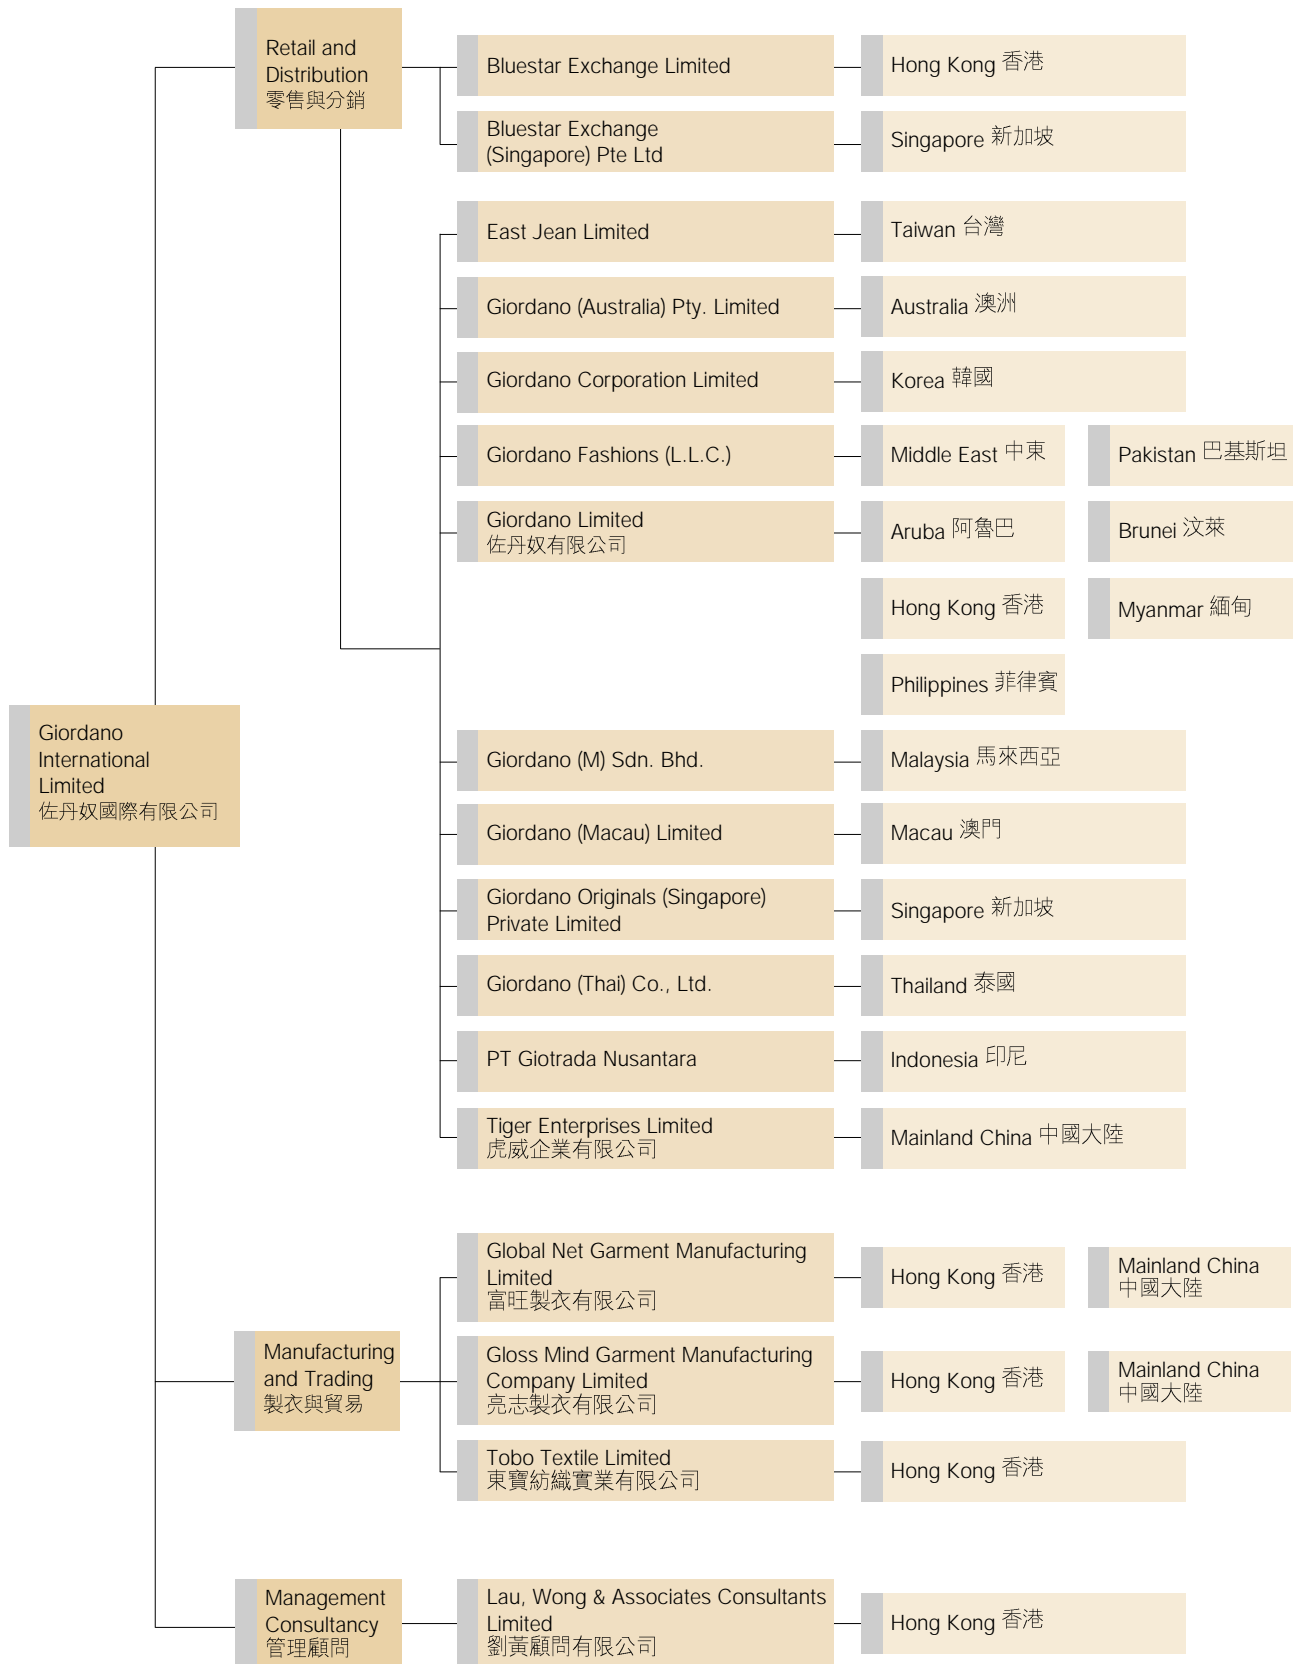 Giordano
International
Limited
佐丹奴國際有限公司
Retail and
Distribution
零售與分銷
Bluestar Exchange Limited
Hong Kong 香港
Bluestar Exchange
(Singapore) Pte Ltd
Singapore 新加坡
East Jean Limited
Taiwan 台灣
Giordano (Australia) Pty. Limited
Australia 澳洲
Giordano Corporation Limited
Korea 韓國
Giordano Fashions (L.L.C.)
Middle East 中東
Pakistan 巴基斯坦
Giordano Limited
佐丹奴有限公司
Aruba 阿魯巴
Brunei 汶萊
Hong Kong 香港
Myanmar 緬甸
Philippines 菲律賓
Giordano (M) Sdn. Bhd.
Malaysia 馬來西亞
Giordano (Macau) Limited
Macau 澳門
Giordano Originals (Singapore)
Private Limited
Singapore 新加坡
Giordano (Thai) Co., Ltd.
Thailand 泰國
PT Giotrada Nusantara
Indonesia 印尼
Tiger Enterprises Limited
虎威企業有限公司
Mainland China 中國大陸
Manufacturing
and Trading
製衣與貿易
Global Net Garment Manufacturing
Limited
富旺製衣有限公司
Hong Kong 香港
Mainland China
中國大陸
Gloss Mind Garment Manufacturing
Company Limited
亮志製衣有限公司
Hong Kong 香港
Mainland China
中國大陸
Tobo Textile Limited
東寶紡織實業有限公司
Hong Kong 香港
Management
Consultancy
管理顧問
Lau, Wong & Associates Consultants
Limited
劉黃顧問有限公司
Hong Kong 香港